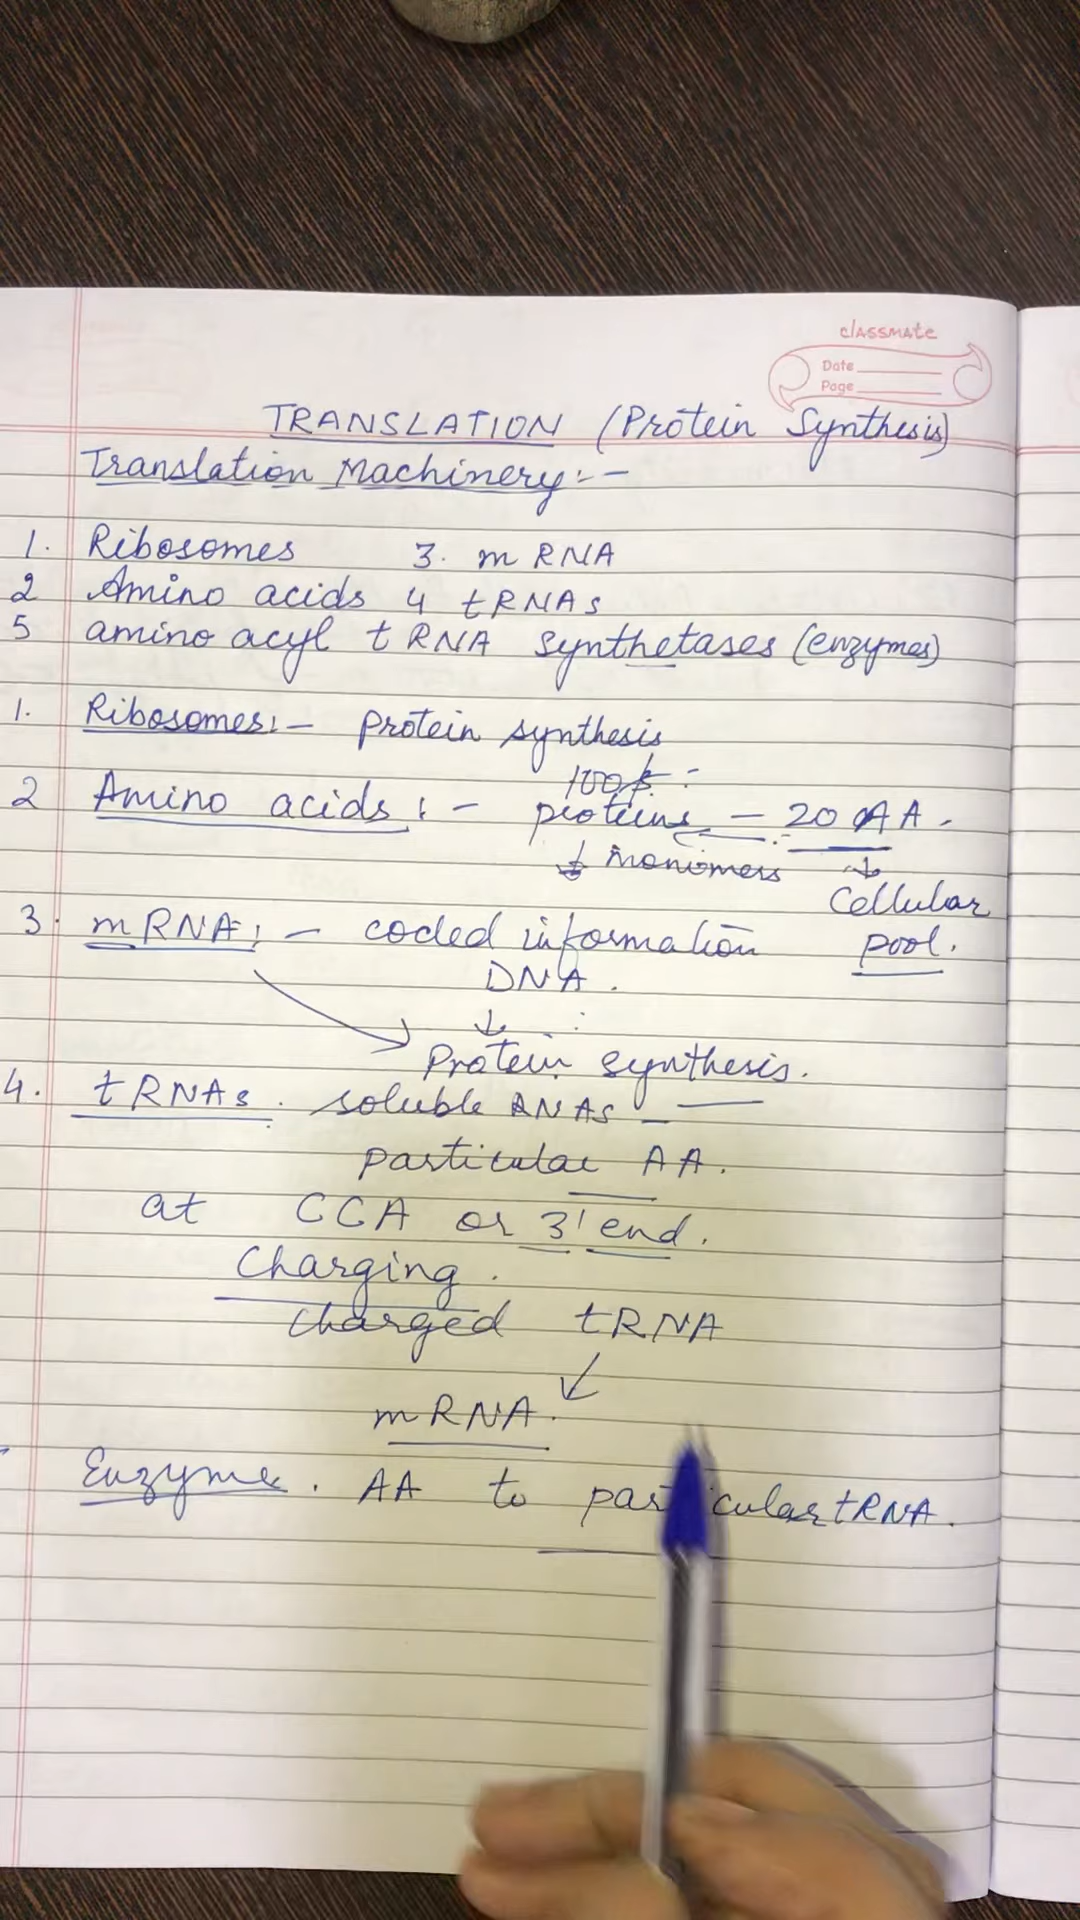 classmate
Date
Page
TRANSLATION (Protein Synthesis)
Translation Machinery:-
1. Ribosomes 3. mRNA
2 Amino acids 4 tRNAs
5 amino acyl tRNA synthetases (enzymes)
1. Ribosomes:- Protein synthesis
100s
2 Amino acids:- proteins - 20 AA.
↓ monomers ↓
Cellular
3. mRNA:- coded information pool.
DNA.
↓
Protein synthesis.
4. tRNAs. soluble RNAs -
particular AA.
at CCA or 3' end.
Charging.
charged tRNA
mRNA.
Enzyme. AA to particular tRNA.